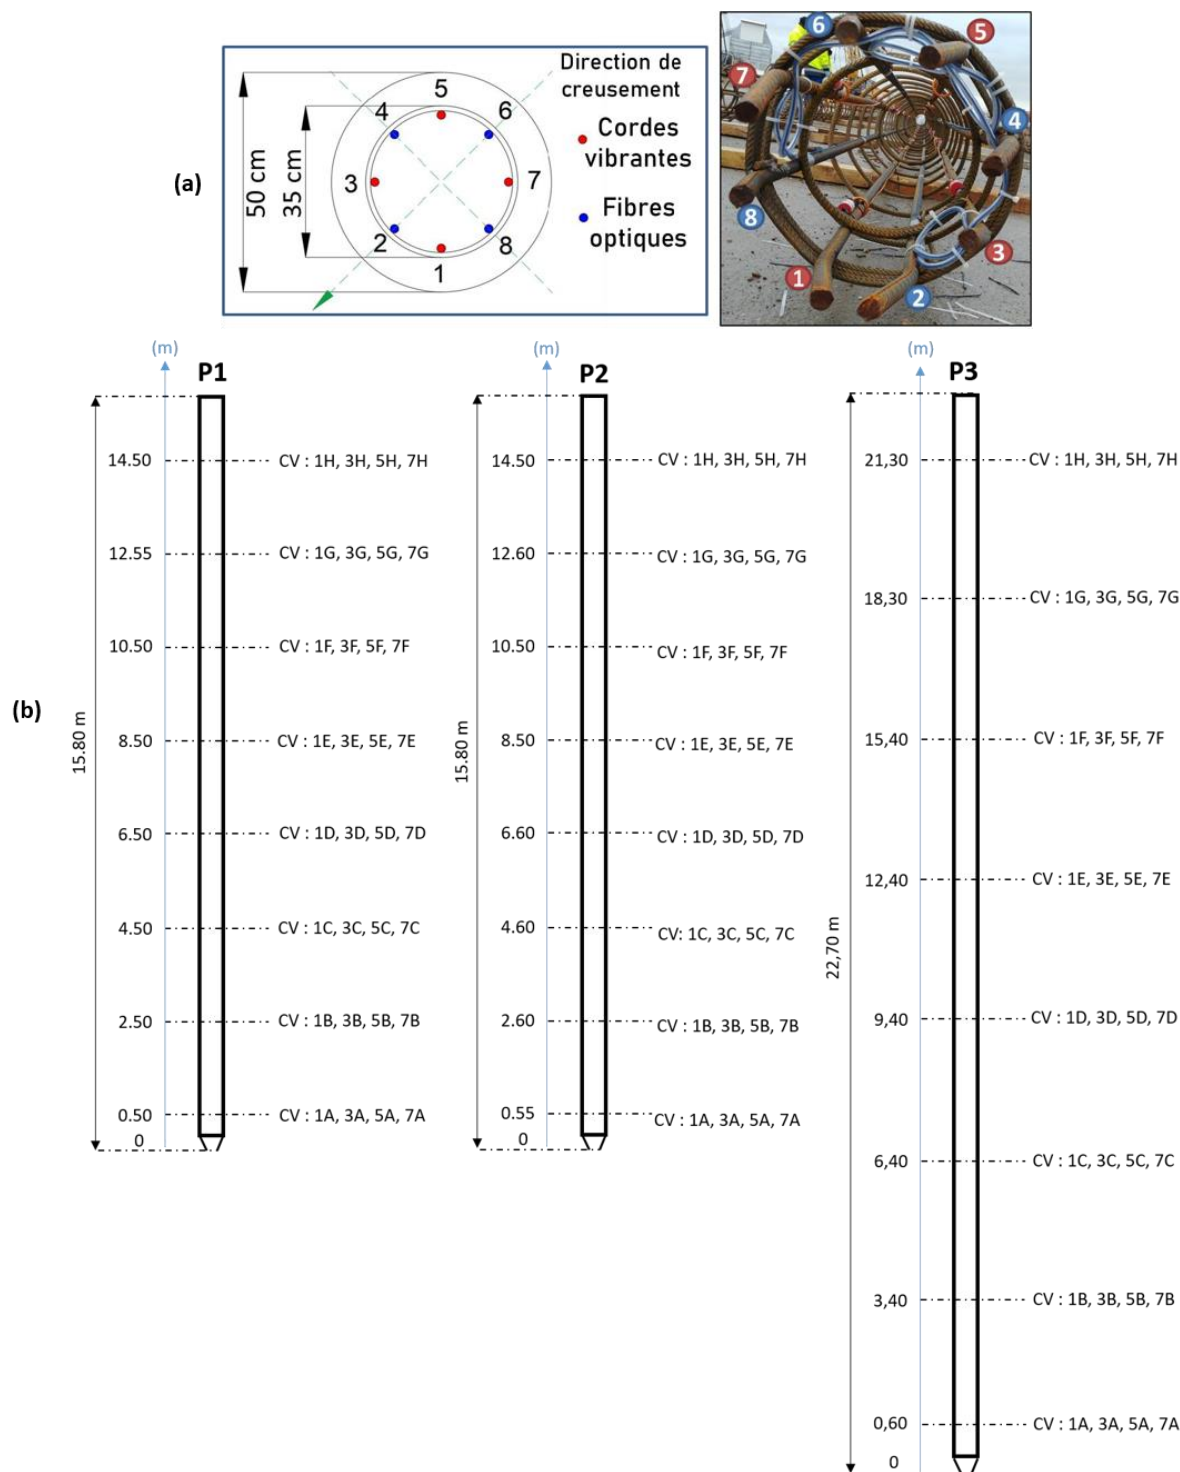 (a)
50 cm
35 cm
5
4
6
3
7
2
8
1
Direction de
creusement
Cordes
vibrantes
Fibres
optiques
6
5
7
4
8
3
1
2
(b)
(m)
P1
15.80 m
14.50
CV : 1H, 3H, 5H, 7H
12.55
CV : 1G, 3G, 5G, 7G
10.50
CV : 1F, 3F, 5F, 7F
8.50
CV : 1E, 3E, 5E, 7E
6.50
CV : 1D, 3D, 5D, 7D
4.50
CV : 1C, 3C, 5C, 7C
2.50
CV : 1B, 3B, 5B, 7B
0.50
CV : 1A, 3A, 5A, 7A
0
(m)
P2
15.80 m
14.50
CV : 1H, 3H, 5H, 7H
12.60
CV : 1G, 3G, 5G, 7G
10.50
CV : 1F, 3F, 5F, 7F
8.50
CV : 1E, 3E, 5E, 7E
6.60
CV : 1D, 3D, 5D, 7D
4.60
CV: 1C, 3C, 5C, 7C
2.60
CV : 1B, 3B, 5B, 7B
0.55
CV : 1A, 3A, 5A, 7A
0
(m)
P3
22,70 m
21,30
CV : 1H, 3H, 5H, 7H
18,30
CV : 1G, 3G, 5G, 7G
15,40
CV : 1F, 3F, 5F, 7F
12,40
CV : 1E, 3E, 5E, 7E
9,40
CV : 1D, 3D, 5D, 7D
6,40
CV : 1C, 3C, 5C, 7C
3,40
CV : 1B, 3B, 5B, 7B
0,60
CV : 1A, 3A, 5A, 7A
0